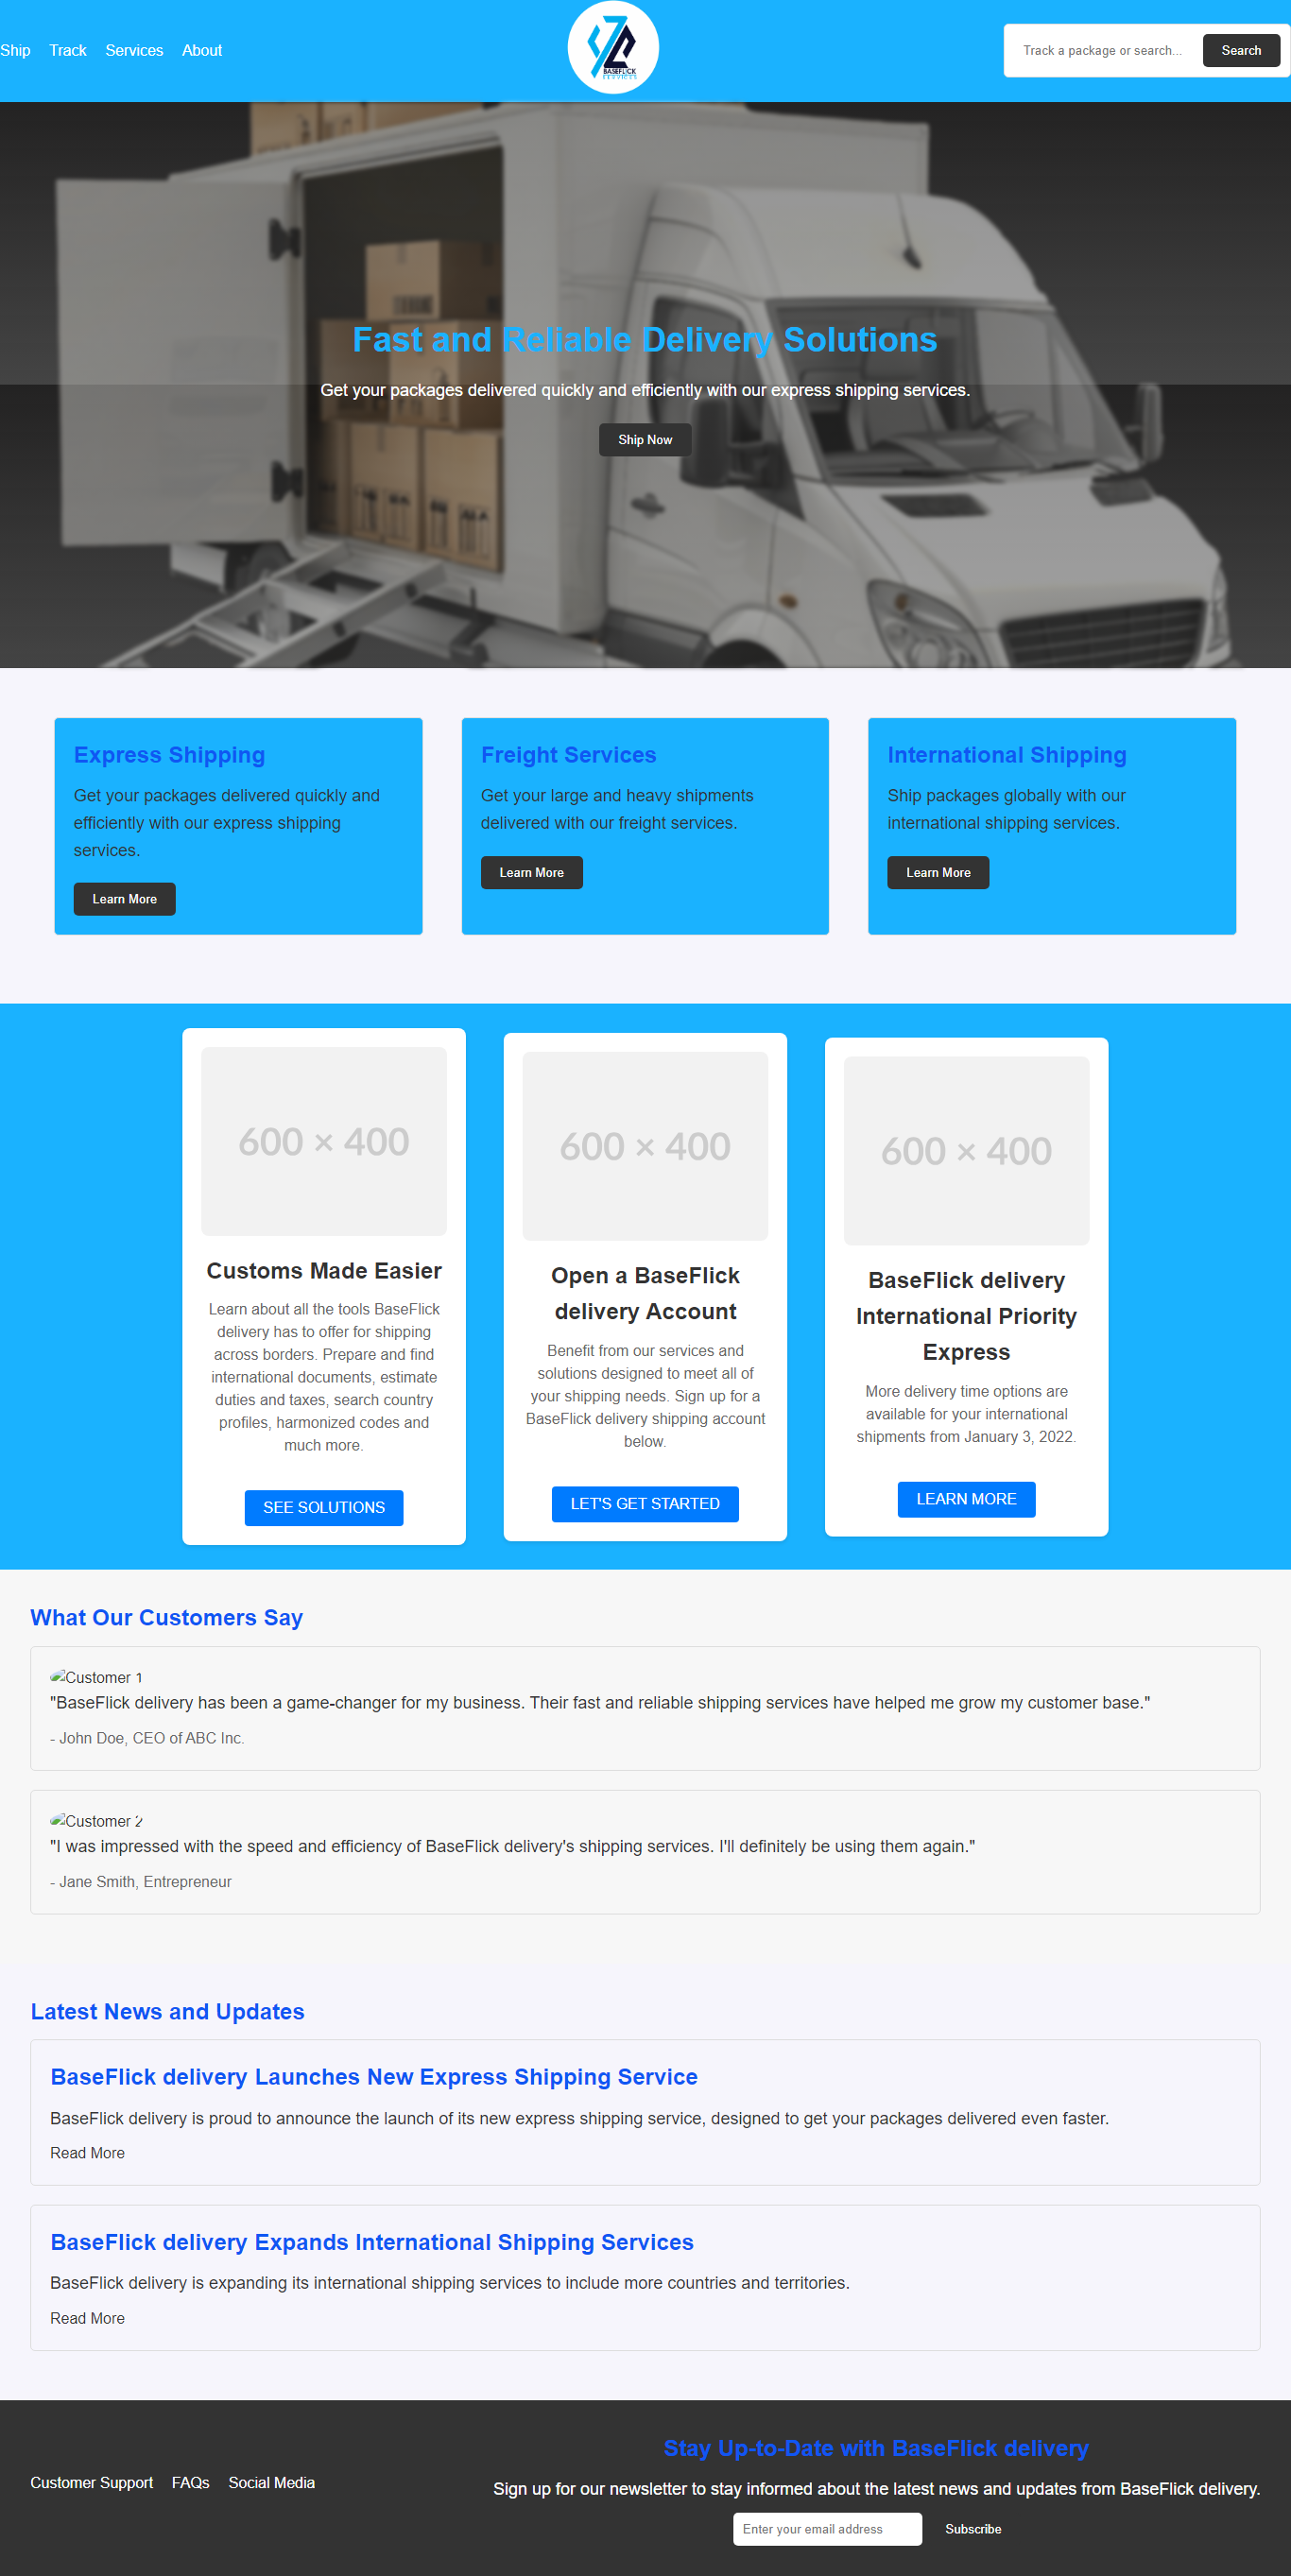 Ship Track Services About
BASEFLICK
SERVICES
Track a package or search... Search
Fast and Reliable Delivery Solutions
Get your packages delivered quickly and efficiently with our express shipping services.
Ship Now
Express Shipping
Get your packages delivered quickly and
efficiently with our express shipping
services.
Learn More
Freight Services
Get your large and heavy shipments
delivered with our freight services.
Learn More
International Shipping
Ship packages globally with our
international shipping services.
Learn More
600 × 400
Customs Made Easier
Learn about all the tools BaseFlick
delivery has to offer for shipping
across borders. Prepare and find
international documents, estimate
duties and taxes, search country
profiles, harmonized codes and
much more.
SEE SOLUTIONS
600 × 400
Open a BaseFlick
delivery Account
Benefit from our services and
solutions designed to meet all of
your shipping needs. Sign up for a
BaseFlick delivery shipping account
below.
LET'S GET STARTED
600 × 400
BaseFlick delivery
International Priority
Express
More delivery time options are
available for your international
shipments from January 3, 2022.
LEARN MORE
What Our Customers Say
Customer 1
"BaseFlick delivery has been a game-changer for my business. Their fast and reliable shipping services have helped me grow my customer base."
- John Doe, CEO of ABC Inc.
Customer 2
"I was impressed with the speed and efficiency of BaseFlick delivery's shipping services. I'll definitely be using them again."
- Jane Smith, Entrepreneur
Latest News and Updates
BaseFlick delivery Launches New Express Shipping Service
BaseFlick delivery is proud to announce the launch of its new express shipping service, designed to get your packages delivered even faster.
Read More
BaseFlick delivery Expands International Shipping Services
BaseFlick delivery is expanding its international shipping services to include more countries and territories.
Read More
Customer Support FAQs Social Media
Stay Up-to-Date with BaseFlick delivery
Sign up for our newsletter to stay informed about the latest news and updates from BaseFlick delivery.
Enter your email address Subscribe